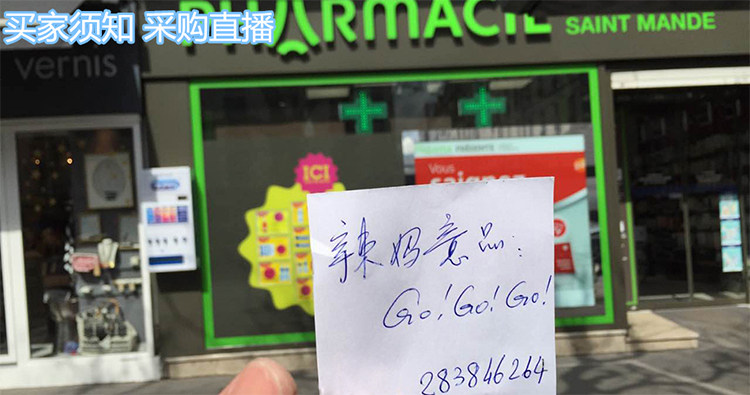 买家须知 采购直播
PHARMACIE
SAINT MANDE
vernis
ICI
Vous
saignez
辣妈意品:
Go! Go! Go!
283846264